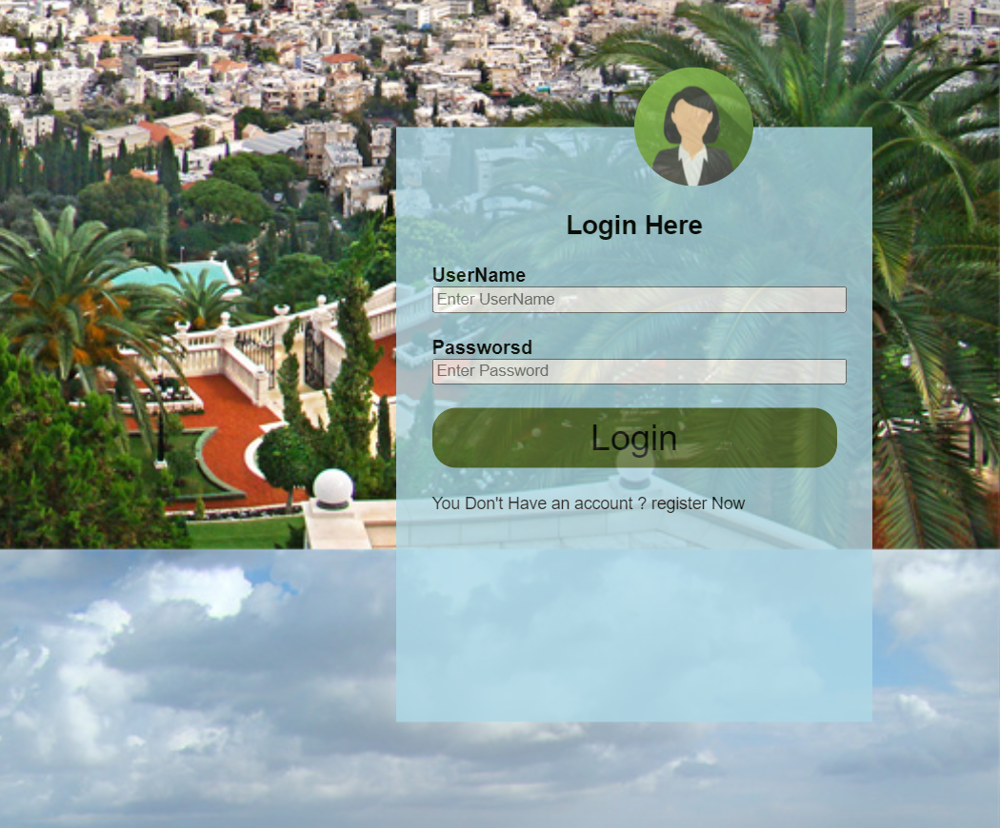 Login Here
UserName
Enter UserName
Passworsd
Enter Password
Login
You Don't Have an account ? register Now